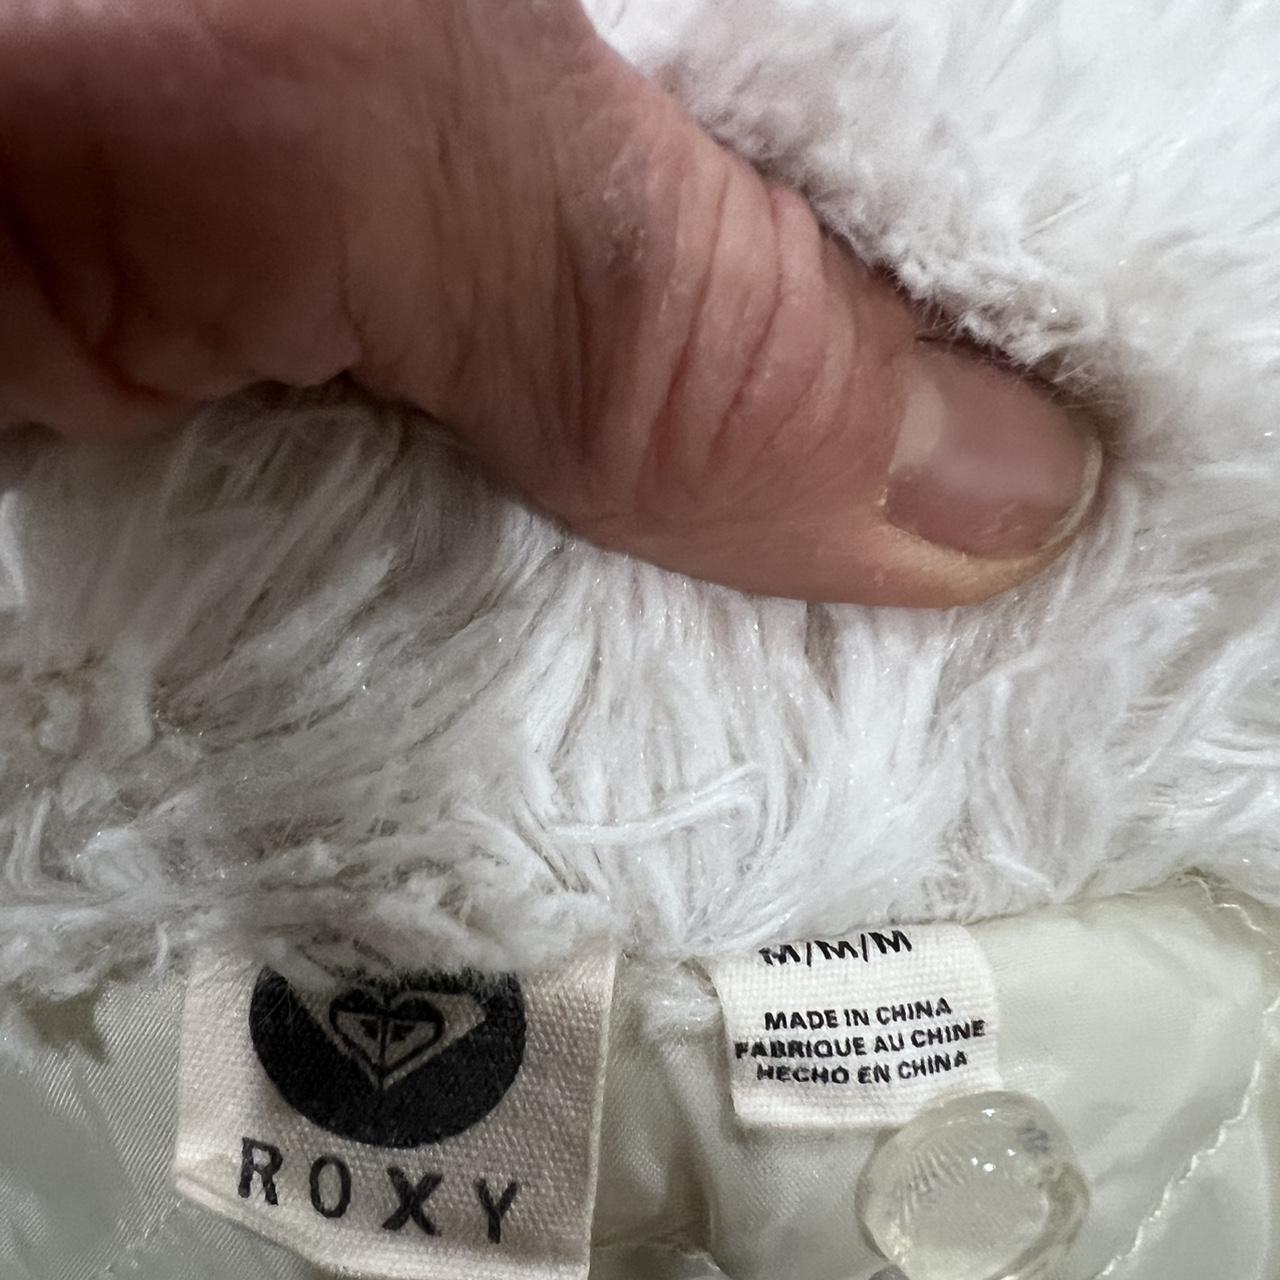 ROXY
M/M/M
MADE IN CHINA
FABRIQUE AU CHINE
HECHO EN CHINA